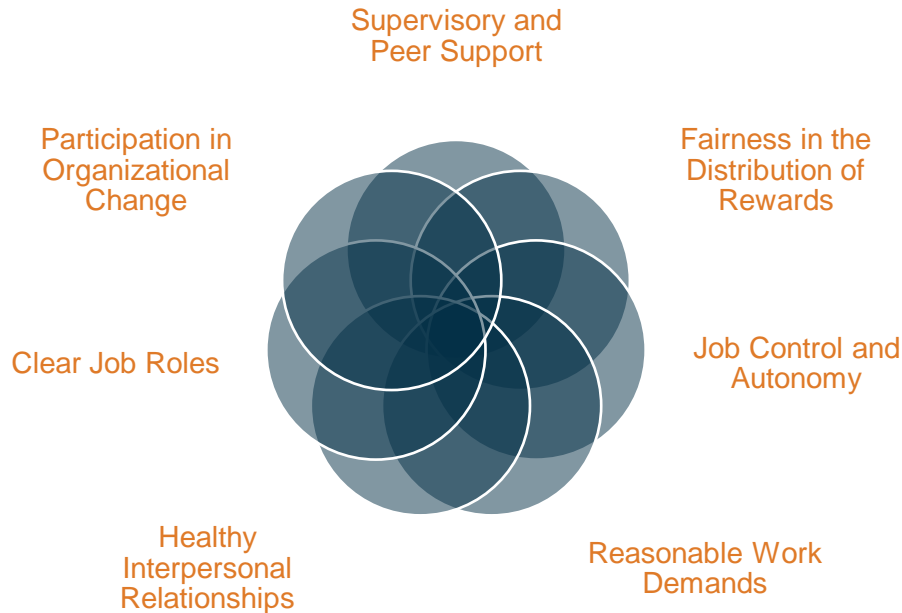 Supervisory and
Peer Support
Participation in
Organizational
Change
Fairness in the
Distribution of
Rewards
Clear Job Roles
Job Control and
Autonomy
Healthy
Interpersonal
Relationships
Reasonable Work
Demands